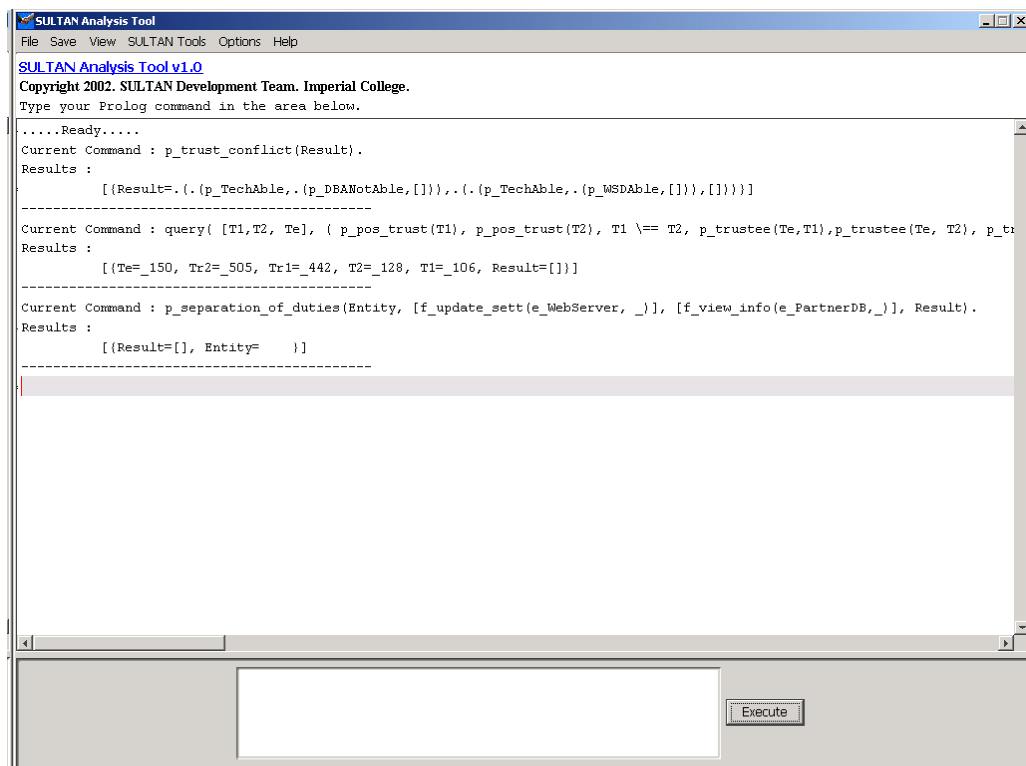 SULTAN Analysis Tool
File Save View SULTAN Tools Options Help
SULTAN Analysis Tool v1.0
Copyright 2002. SULTAN Development Team. Imperial College.
Type your Prolog command in the area below.
.....Ready.....
Current Command : p_trust_conflict(Result).
Results :
[{Result=.(.(p_TechAble,.(p_DBANotAble,[])),.(.(p_TechAble,.(p_WSDAble,[])),[]))}]
--------------------------------------------
Current Command : query( [T1,T2, Te], ( p_pos_trust(T1), p_pos_trust(T2), T1 \== T2, p_trustee(Te,T1),p_trustee(Te, T2), p_tr
Results :
[{Te=_150, Tr2=_505, Tr1=_442, T2=_128, T1=_106, Result=[]}]
--------------------------------------------
Current Command : p_separation_of_duties(Entity, [f_update_sett(e_WebServer, _)], [f_view_info(e_PartnerDB,_)], Result).
Results :
[{Result=[], Entity= }]
--------------------------------------------
Execute